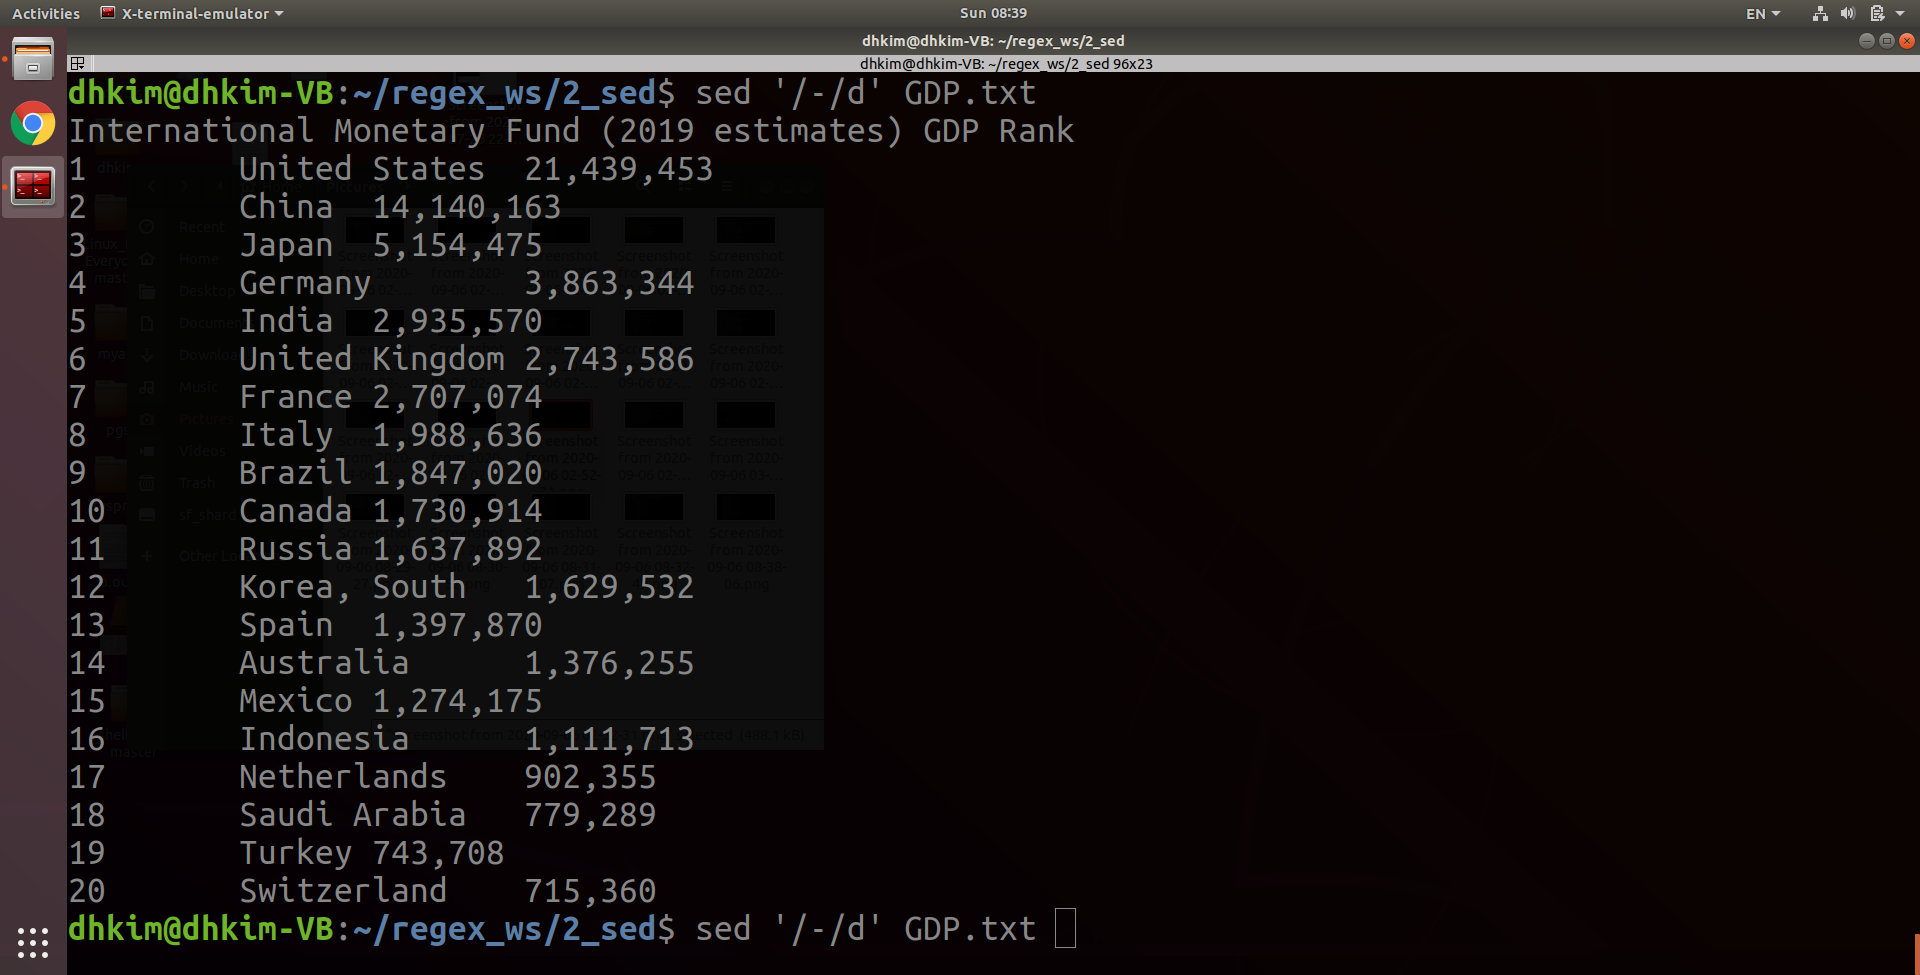 Activities X-terminal-emulator Sun 08:39 EN
dhkim@dhkim-VB: ~/regex_ws/2_sed
dhkim@dhkim-VB: ~/regex_ws/2_sed 96x23
dhkim@dhkim-VB:~/regex_ws/2_sed$ sed '/-/d' GDP.txt
International Monetary Fund (2019 estimates) GDP Rank
1 United States 21,439,453
2 China 14,140,163
3 Japan 5,154,475
4 Germany 3,863,344
5 India 2,935,570
6 United Kingdom 2,743,586
7 France 2,707,074
8 Italy 1,988,636
9 Brazil 1,847,020
10 Canada 1,730,914
11 Russia 1,637,892
12 Korea, South 1,629,532
13 Spain 1,397,870
14 Australia 1,376,255
15 Mexico 1,274,175
16 Indonesia 1,111,713
17 Netherlands 902,355
18 Saudi Arabia 779,289
19 Turkey 743,708
20 Switzerland 715,360
dhkim@dhkim-VB:~/regex_ws/2_sed$ sed '/-/d' GDP.txt